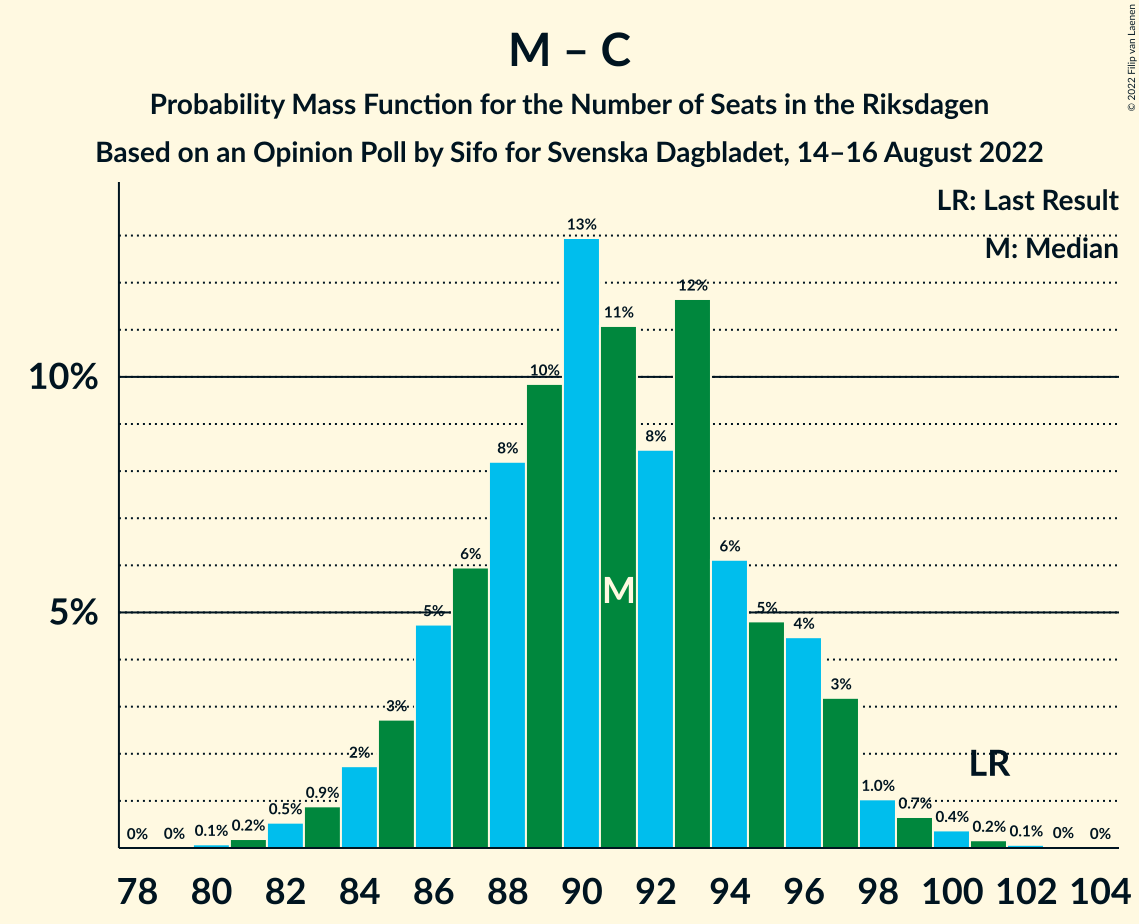 M – C
Probability Mass Function for the Number of Seats in the Riksdagen
Based on an Opinion Poll by Sifo for Svenska Dagbladet, 14–16 August 2022
© 2022 Filip van Laenen
LR: Last Result
M: Median
10%
5%
0% 0% 0.1% 0.2% 0.5% 0.9% 2% 3% 5% 6% 8% 10% 13% 11% 8% 12% 6% 5% 4% 3% 1.0% 0.7% 0.4% 0.2% 0.1% 0% 0%
M
LR
78 80 82 84 86 88 90 92 94 96 98 100 102 104